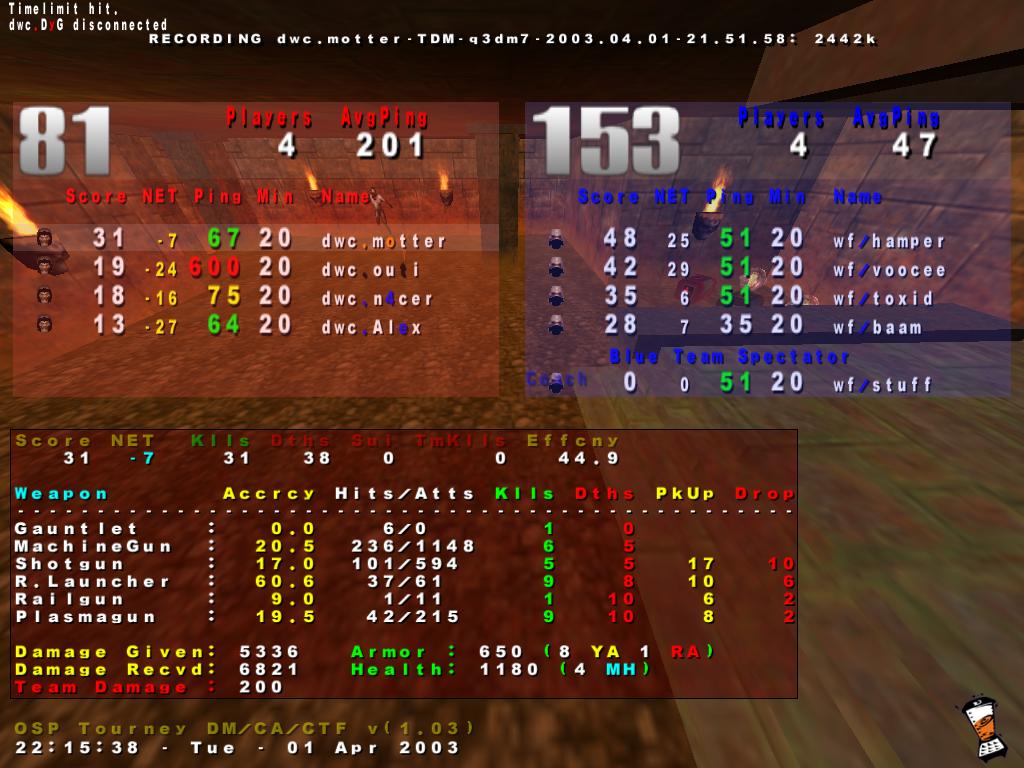 Timelimit hit.
dwc.DyG disconnected
RECORDING dwc.motter-TDM-q3dm7-2003.04.01-21.51.58: 2442k
81 Players AvgPing
4 201
Score NET Ping Min Name
31 -7 67 20 dwc.motter
19 -24 600 20 dwc.ou i
18 -16 75 20 dwc.n4cer
13 -27 64 20 dwc.Alex
153 Players AvgPing
4 47
Score NET Ping Min Name
48 25 51 20 wf/hamper
42 29 51 20 wf/voocee
35 6 51 20 wf/toxid
28 7 35 20 wf/baam
Blue Team Spectator
Coach 0 0 51 20 wf/stuff
Score NET Klls Dths Sui TmKlls Effcny
31 -7 31 38 0 0 44.9
Weapon Accrcy Hits/Atts Klls Dths PkUp Drop
Gauntlet : 0.0 6/0 1 0
MachineGun : 20.5 236/1148 6 5
Shotgun : 17.0 101/594 5 5 17 10
R.Launcher : 60.6 37/61 9 8 10 6
Railgun : 9.0 1/11 1 10 6 2
Plasmagun : 19.5 42/215 9 10 8 2
Damage Given: 5336 Armor : 650 (8 YA 1 RA)
Damage Recvd: 6821 Health: 1180 (4 MH)
Team Damage : 200
OSP Tourney DM/CA/CTF v(1.03)
22:15:38 - Tue - 01 Apr 2003